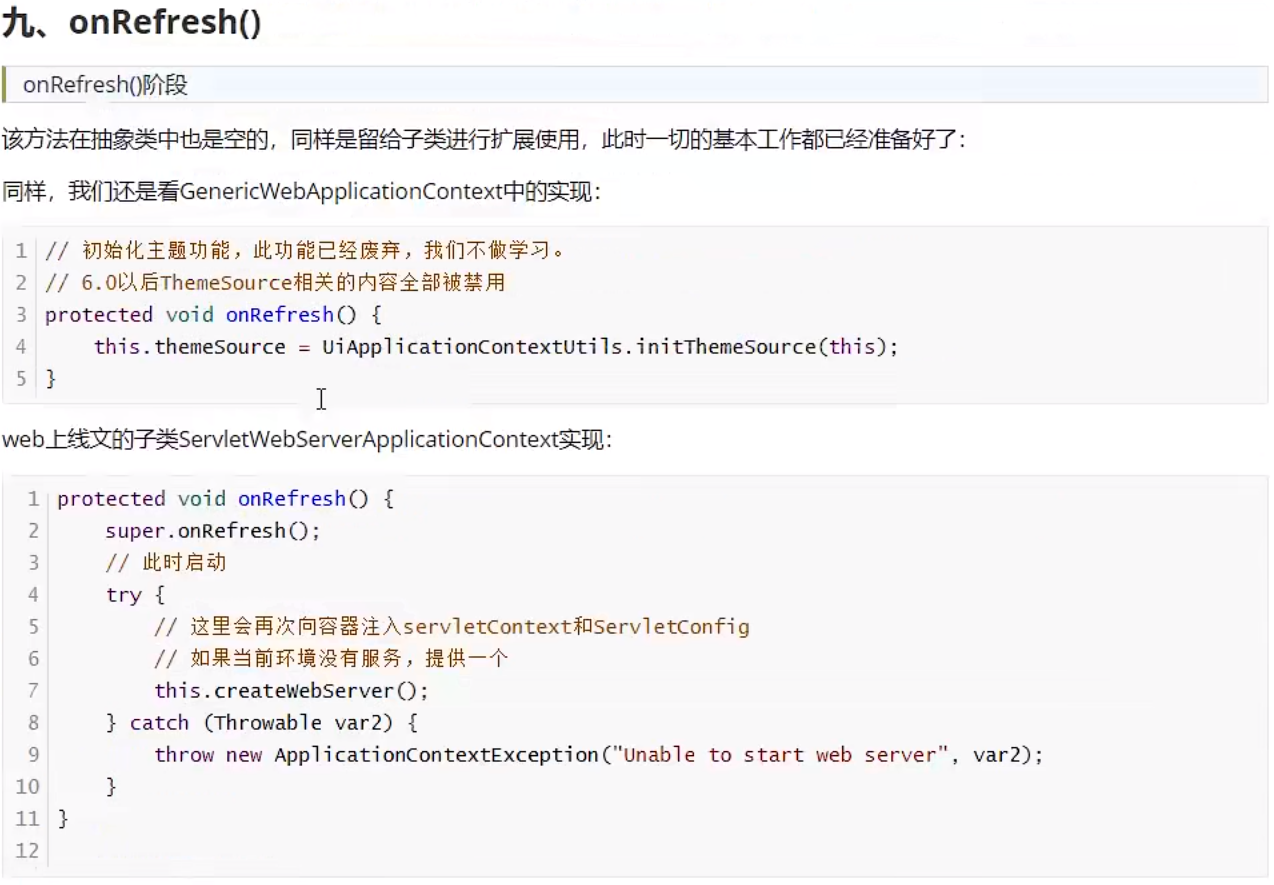 九、onRefresh()
onRefresh()阶段
该方法在抽象类中也是空的，同样是留给子类进行扩展使用，此时一切的基本工作都已经准备好了：
同样，我们还是看GenericWebApplicationContext中的实现：
1 // 初始化主题功能，此功能已经废弃，我们不做学习。
2 // 6.0以后ThemeSource相关的内容全部被禁用
3 protected void onRefresh() {
4     this.themeSource = UiApplicationContextUtils.initThemeSource(this);
5 }
web上线文的子类ServletWebServerApplicationContext实现：
1 protected void onRefresh() {
2     super.onRefresh();
3     // 此时启动
4     try {
5         // 这里会再次向容器注入servletContext和ServletConfig
6         // 如果当前环境没有服务，提供一个
7         this.createWebServer();
8     } catch (Throwable var2) {
9         throw new ApplicationContextException("Unable to start web server", var2);
10     }
11 }
12